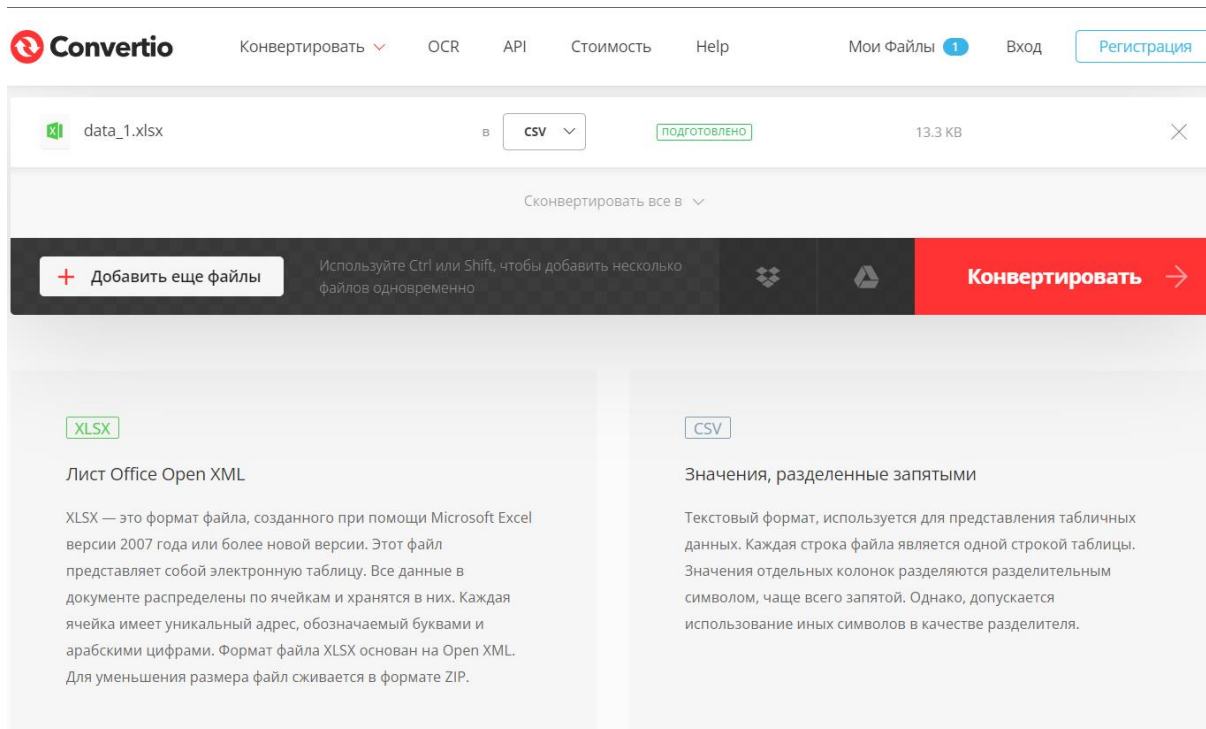 Convertio
Конвертировать
OCR
API
Стоимость
Help
Мои Файлы 1
Вход
Регистрация
data_1.xlsx
в
CSV
ПОДГОТОВЛЕНО
13.3 KB
Сконвертировать все в
Добавить еще файлы
Используйте Ctrl или Shift, чтобы добавить несколько
файлов одновременно
Конвертировать
XLSX
Лист Office Open XML
XLSX — это формат файла, созданного при помощи Microsoft Excel
версии 2007 года или более новой версии. Этот файл
представляет собой электронную таблицу. Все данные в
документе распределены по ячейкам и хранятся в них. Каждая
ячейка имеет уникальный адрес, обозначаемый буквами и
арабскими цифрами. Формат файла XLSX основан на Open XML.
Для уменьшения размера файл сживается в формате ZIP.
CSV
Значения, разделенные запятыми
Текстовый формат, используется для представления табличных
данных. Каждая строка файла является одной строкой таблицы.
Значения отдельных колонок разделяются разделительным
символом, чаще всего запятой. Однако, допускается
использование иных символов в качестве разделителя.